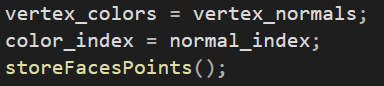 vertex_colors = vertex_normals;
color_index = normal_index;
storeFacesPoints();